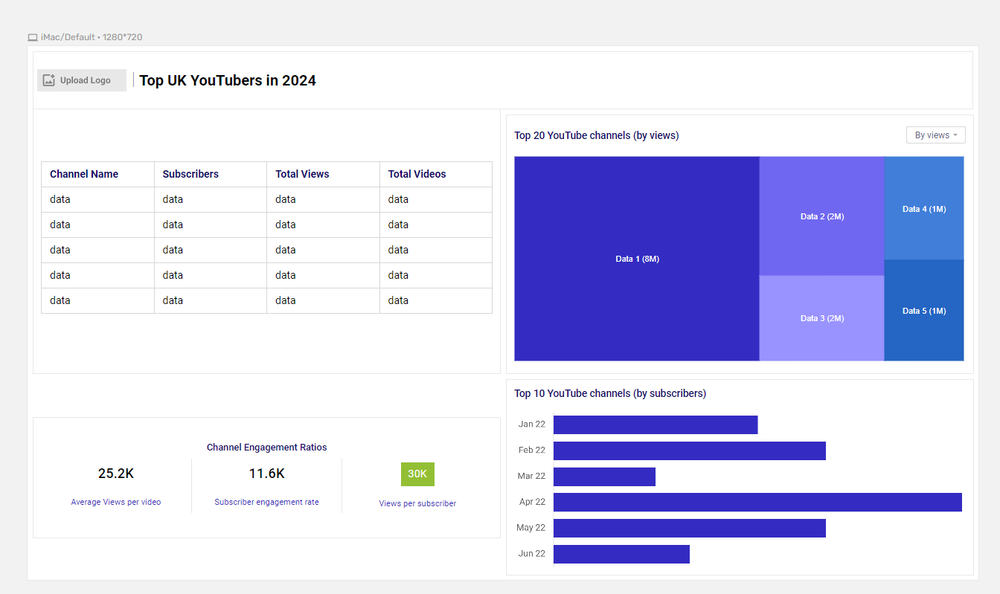 iMac/Default • 1280*720
Upload Logo
Top UK YouTubers in 2024
Channel Name Subscribers Total Views Total Videos
data data data data
data data data data
data data data data
data data data data
data data data data
Top 20 YouTube channels (by views)
By views
Data 1 (8M)
Data 2 (2M)
Data 3 (2M)
Data 4 (1M)
Data 5 (1M)
Channel Engagement Ratios
25.2K
Average Views per video
11.6K
Subscriber engagement rate
30K
Views per subscriber
Top 10 YouTube channels (by subscribers)
Jan 22
Feb 22
Mar 22
Apr 22
May 22
Jun 22